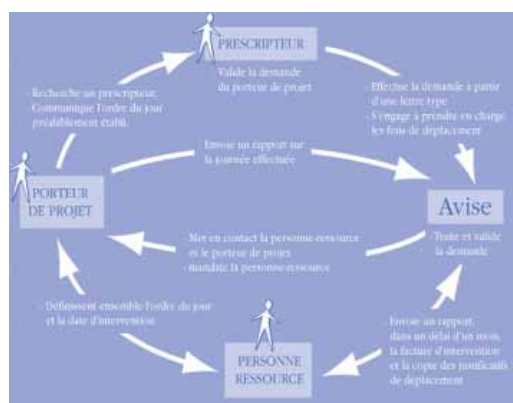 PRESCRIPTEUR
Valide la demande
du porteur de projet
- Recherche un prescripteur,
Communique l'ordre du jour
préalablement établi.
- Effectue la demande à partir
d'une lettre type
- S'engage à prendre en charge
les frais de déplacement
Envoie un rapport sur
la journée effectuée
PORTEUR
DE PROJET
Avise
- Traite et valide
la demande
- Met en contact la personne-ressource
et le porteur de projet
- mandate la personne-ressource
- Définissent ensemble l'ordre du jour
et la date d'intervention
- Envoie un rapport,
dans un délai d'un mois,
la facture d'intervention
et la copie des justificatifs
de déplacement
PERSONNE
RESSOURCE